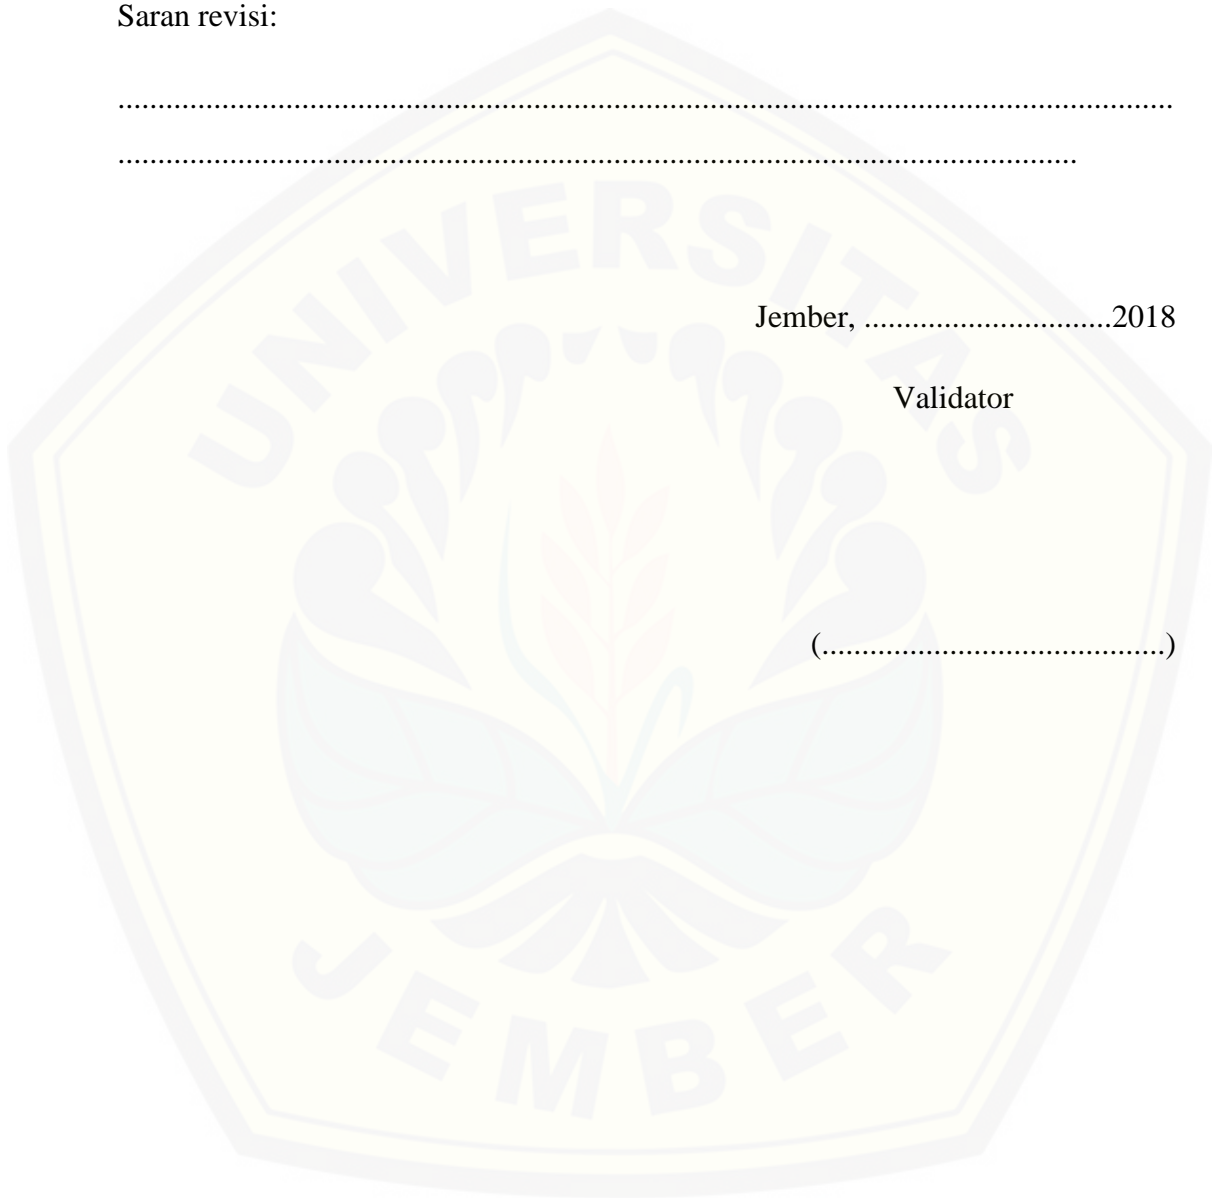 Saran revisi:
....................................................................................................................................
........................................................................................................................
Jember, ...............................2018
Validator
(...........................................)
UNIVERSITAS
JEMBER